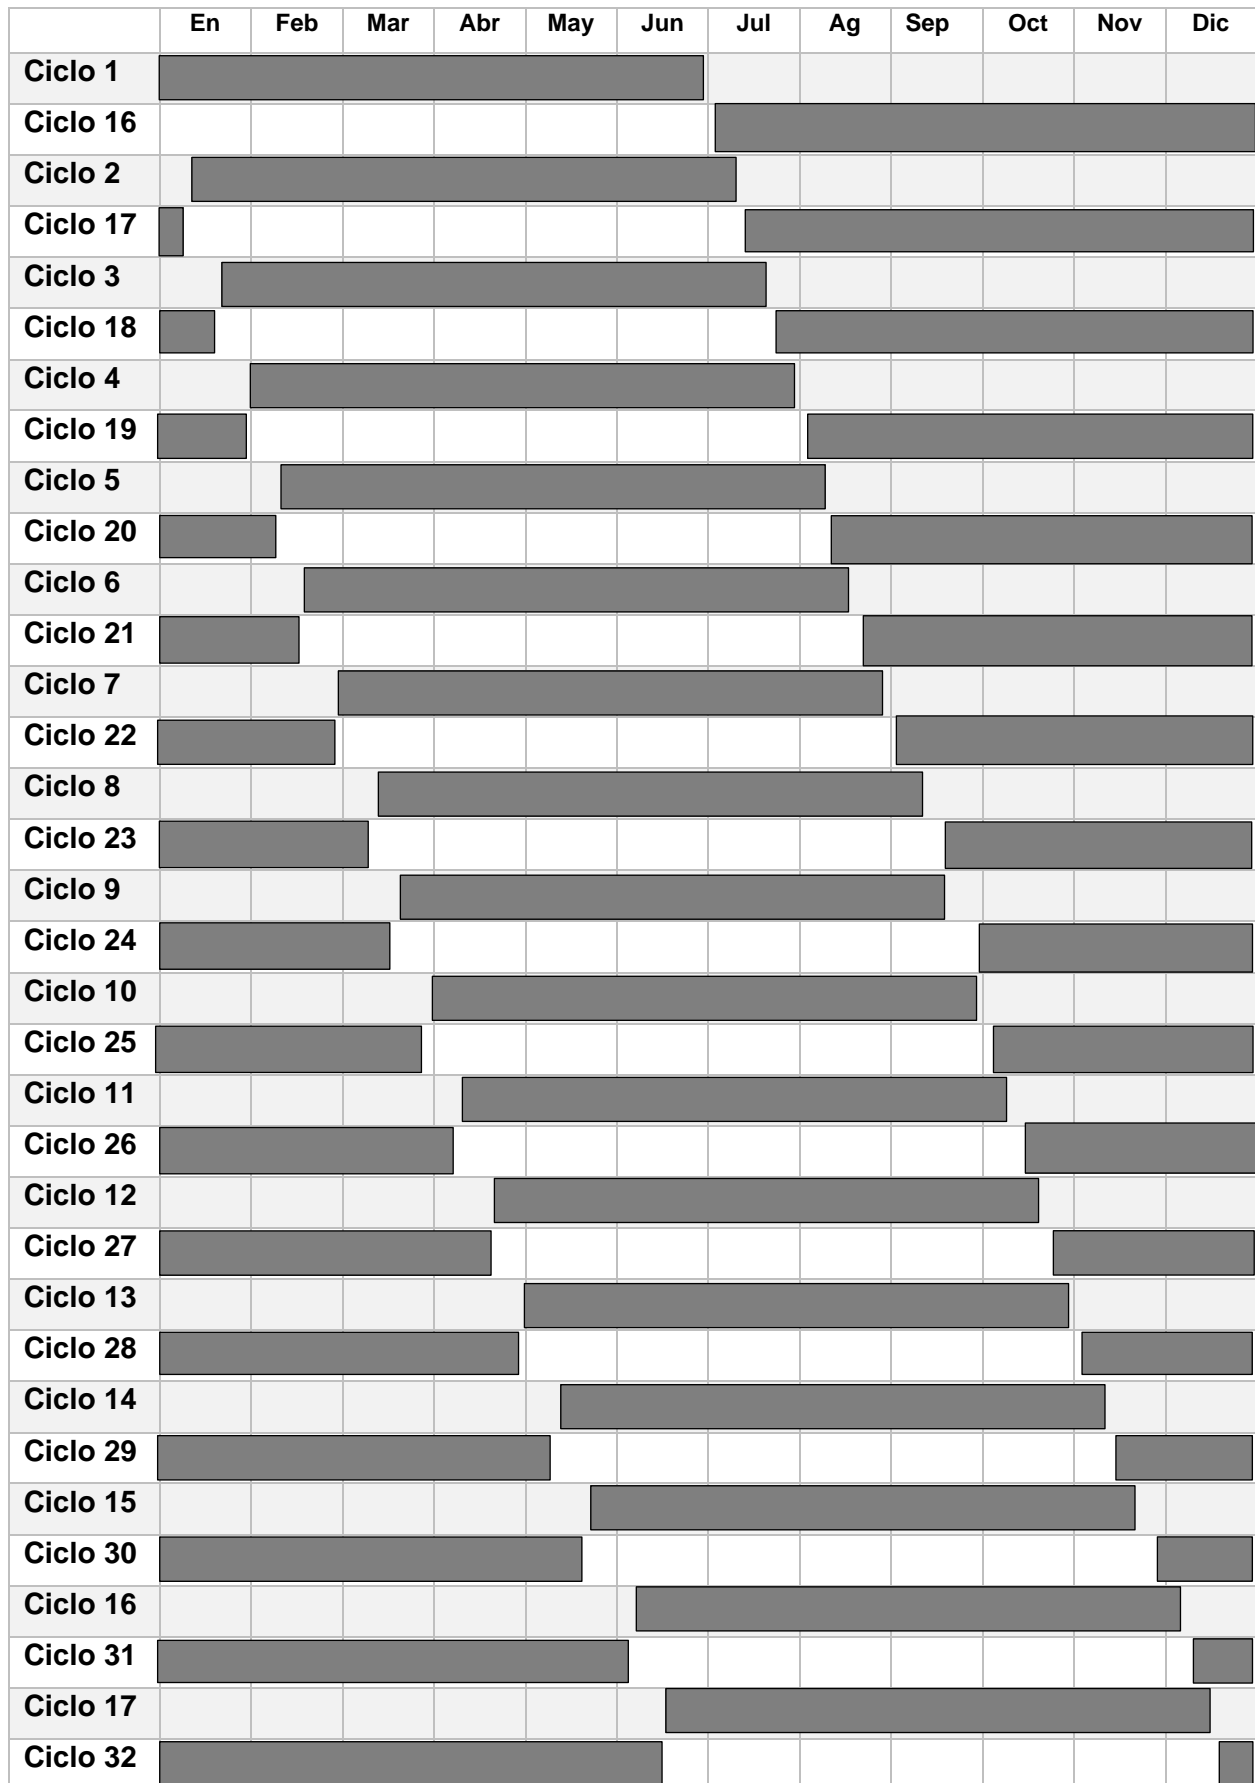 En Feb Mar Abr May Jun Jul Ag Sep Oct Nov Dic
Ciclo 1
Ciclo 16
Ciclo 2
Ciclo 17
Ciclo 3
Ciclo 18
Ciclo 4
Ciclo 19
Ciclo 5
Ciclo 20
Ciclo 6
Ciclo 21
Ciclo 7
Ciclo 22
Ciclo 8
Ciclo 23
Ciclo 9
Ciclo 24
Ciclo 10
Ciclo 25
Ciclo 11
Ciclo 26
Ciclo 12
Ciclo 27
Ciclo 13
Ciclo 28
Ciclo 14
Ciclo 29
Ciclo 15
Ciclo 30
Ciclo 16
Ciclo 31
Ciclo 17
Ciclo 32